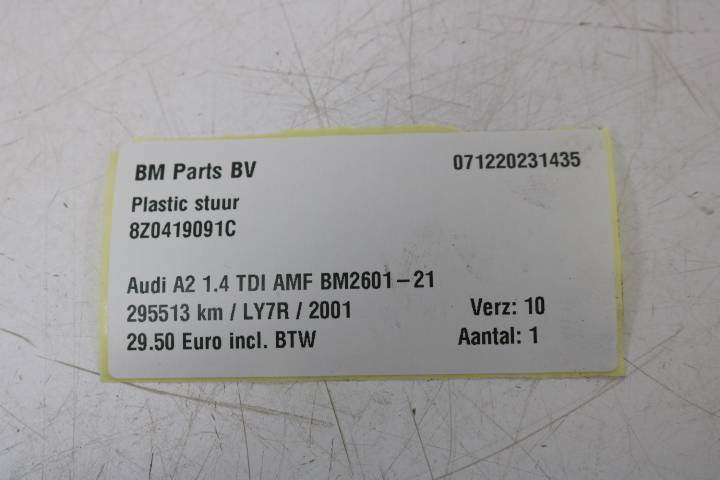 BM Parts BV 071220231435
Plastic stuur
8Z0419091C
Audi A2 1.4 TDI AMF BM2601-21
295513 km / LY7R / 2001 Verz: 10
29.50 Euro incl. BTW Aantal: 1